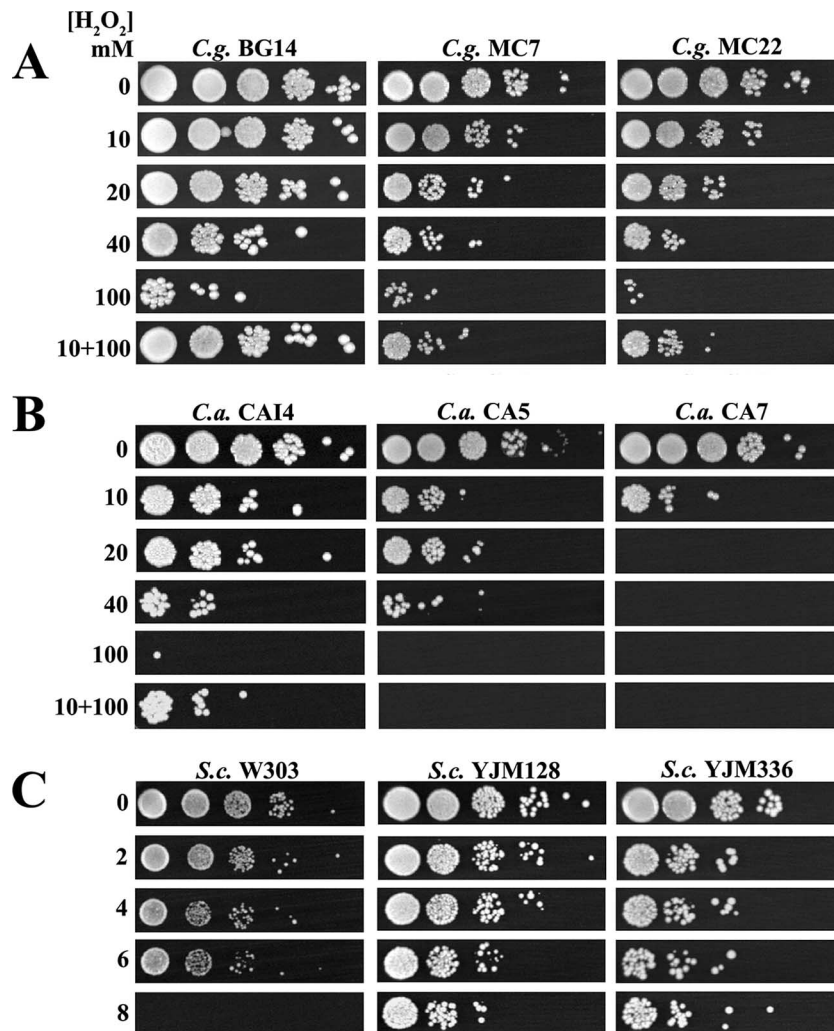 [H₂O₂]
mM
A
C.g. BG14 C.g. MC7 C.g. MC22
0
10
20
40
100
10+100
B
C.a. CAI4 C.a. CA5 C.a. CA7
0
10
20
40
100
10+100
C
S.c. W303 S.c. YJM128 S.c. YJM336
0
2
4
6
8